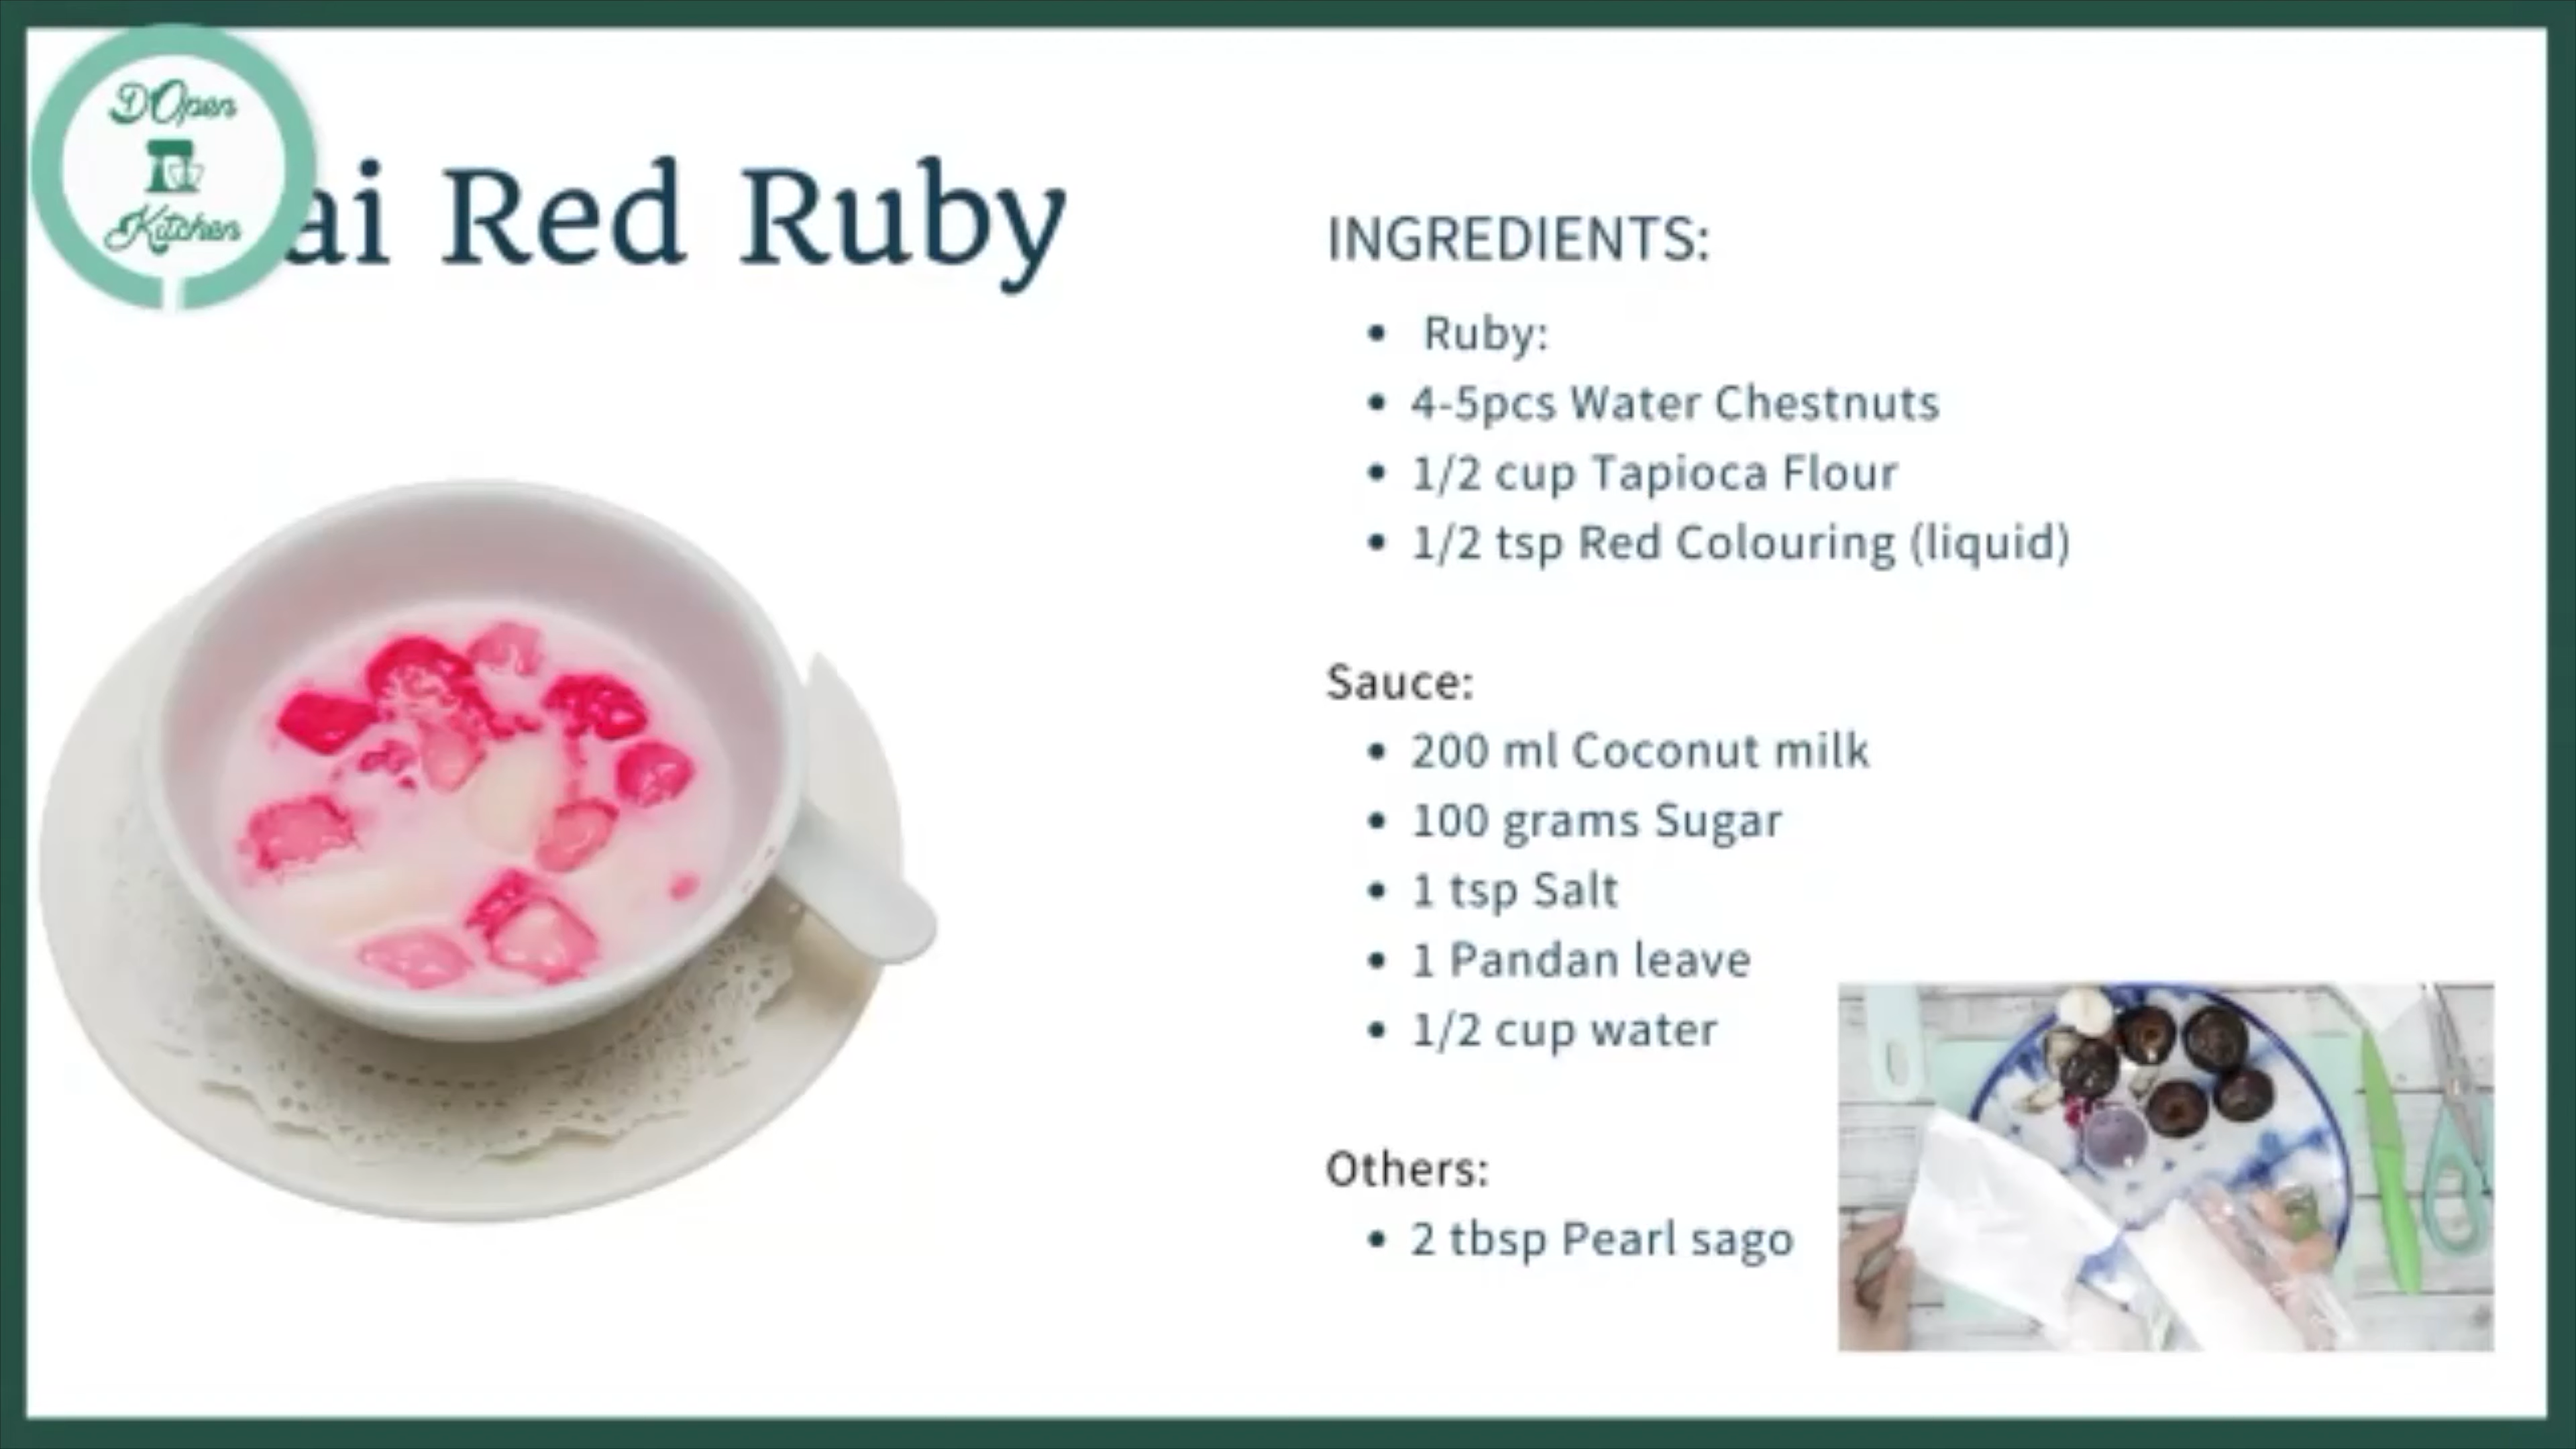 DOpen
Kitchen
ai Red Ruby
INGREDIENTS:
• Ruby:
• 4-5pcs Water Chestnuts
• 1/2 cup Tapioca Flour
• 1/2 tsp Red Colouring (liquid)
Sauce:
• 200 ml Coconut milk
• 100 grams Sugar
• 1 tsp Salt
• 1 Pandan leave
• 1/2 cup water
Others:
• 2 tbsp Pearl sago